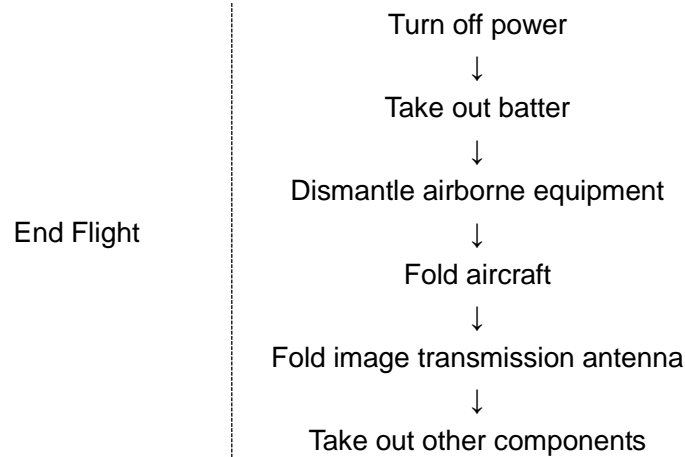 Turn off power
↓
Take out batter
↓
Dismantle airborne equipment
↓
End Flight
Fold aircraft
↓
Fold image transmission antenna
↓
Take out other components